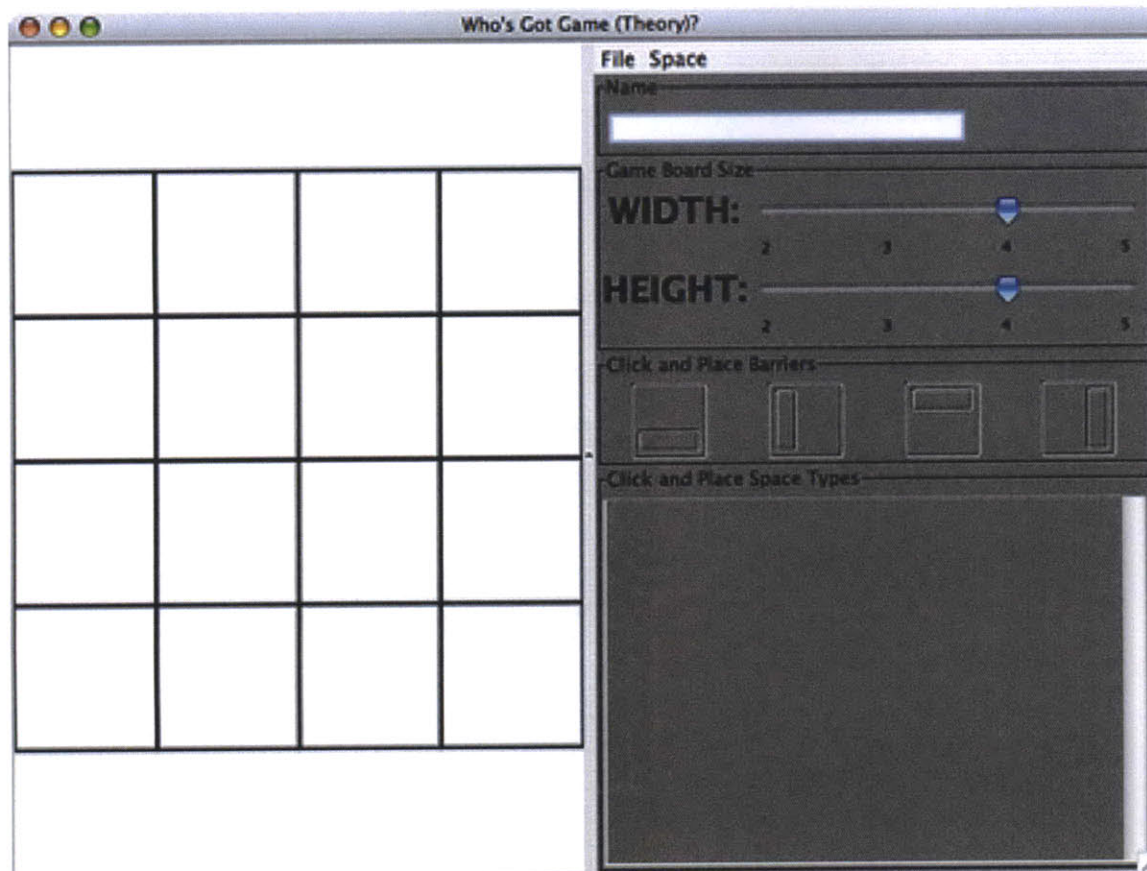 Who's Got Game (Theory)?
File Space
Name
Game Board Size
WIDTH:
2 3 4 5
HEIGHT:
2 3 4 5
Click and Place Barriers
Click and Place Space Types